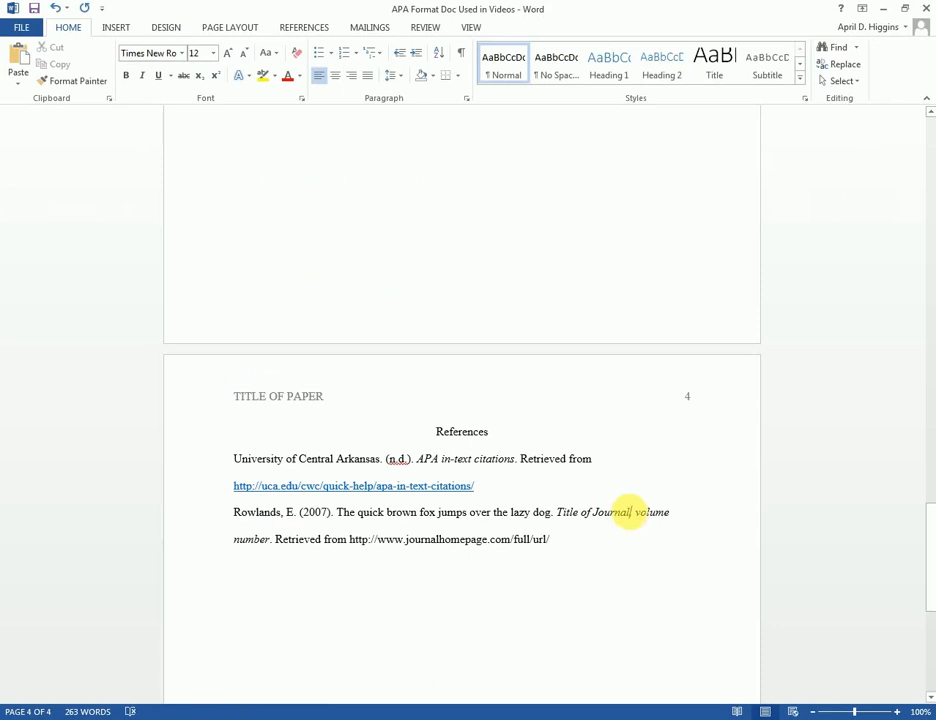 APA Format Doc Used in Videos - Word
FILE HOME INSERT DESIGN PAGE LAYOUT REFERENCES MAILINGS REVIEW VIEW April D. Higgins
Paste Cut Copy Format Painter
Times New Ro 12
AaBbCcDc AaBbCcDc AaBbC( AaBbCcC AaB AaBbCcC
¶ Normal ¶ No Spac... Heading 1 Heading 2 Title Subtitle
Find Replace Select
Clipboard Font Paragraph Styles Editing
TITLE OF PAPER 4
References
University of Central Arkansas. (n.d.). APA in-text citations. Retrieved from
http://uca.edu/cwc/quick-help/apa-in-text-citations/
Rowlands, E. (2007). The quick brown fox jumps over the lazy dog. Title of Journal volume
number. Retrieved from http://www.journalhomepage.com/full/url/
PAGE 4 OF 4 263 WORDS 100%